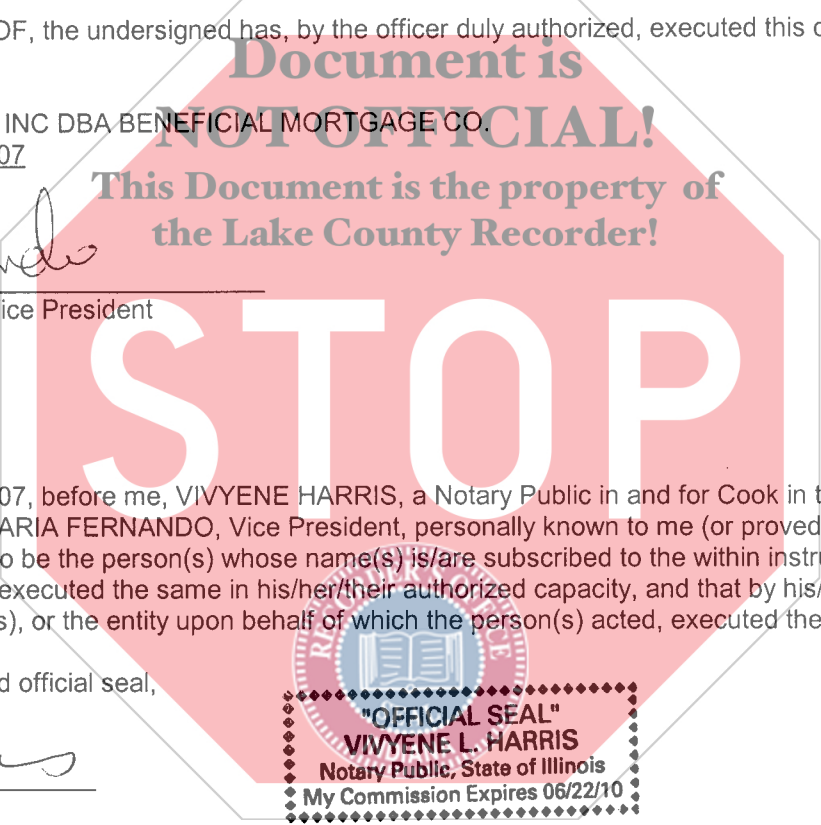 OF, the undersigned has, by the officer duly authorized, executed this
Document is
INC DBA BENEFICIAL MORTGAGE CO.
NOT OFFICIAL!
07
This Document is the property of
the Lake County Recorder!
ice President
STOP
07, before me, VIVYENE HARRIS, a Notary Public in and for Cook in t
ARIA FERNANDO, Vice President, personally known to me (or proved
o be the person(s) whose name(s) is/are subscribed to the within instru
executed the same in his/her/their authorized capacity, and that by his/
s), or the entity upon behalf of which the person(s) acted, executed the
RECORDER'S OFFICE
d official seal,
"OFFICIAL SEAL"
VIVYENE L. HARRIS
Notary Public, State of Illinois
My Commission Expires 06/22/10